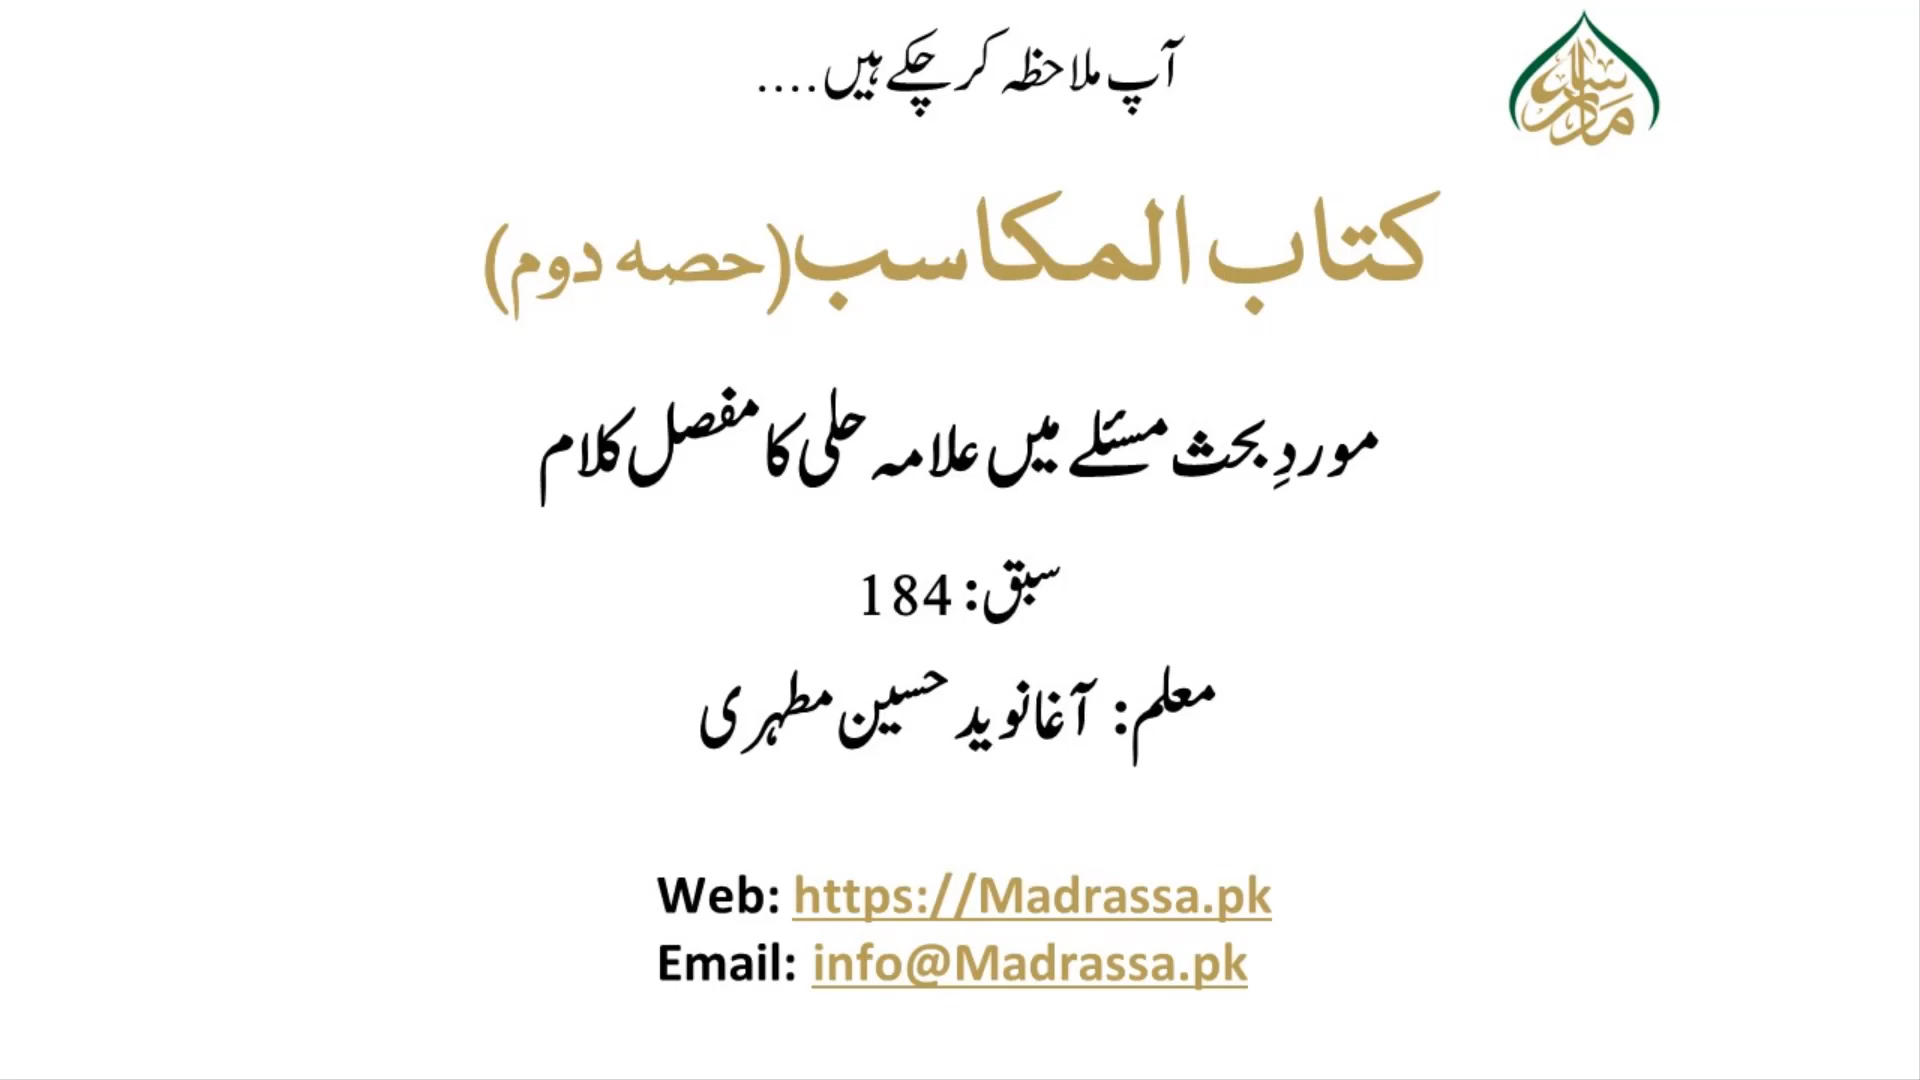 آپ ملاحظہ کر چکے ہیں....
مدرسہ
کتاب المکاسب(حصہ دوم)
موردِ بحث مسئلے میں علامہ حلی کا مفصل کلام
سبق: 184
معلم: آغا نوید حسین مطہری
Web: https://Madrassa.pk
Email: info@Madrassa.pk